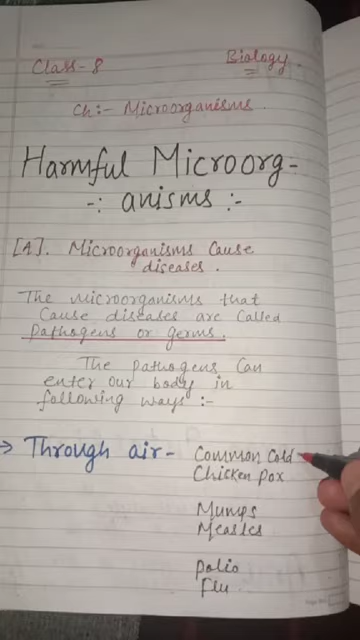 Class-8
Biology.
Ch:- Microorganisms.
Harmful Microorg-
-: anisms :-
[A]. Microorganisms Cause
diseases.
The microorganisms that
Cause diseases are called
pathogens or germs.
The pathogens Can
enter our body in
following ways :-
→ Through air- Common Cold
Chicken pox
Mumps
Measles
polio
flu